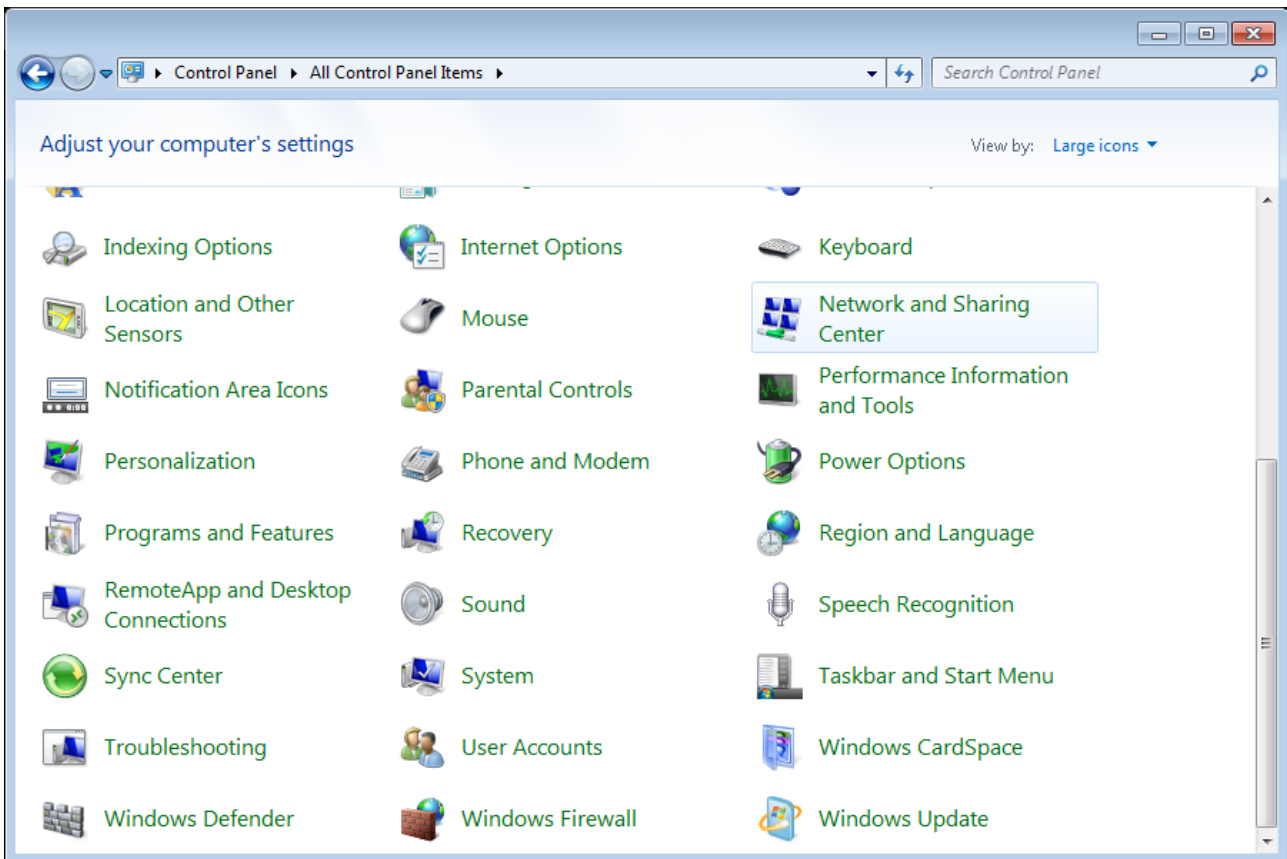 Control Panel
All Control Panel Items
Search Control Panel
Adjust your computer's settings
View by:
Large icons
Indexing Options
Internet Options
Keyboard
Location and Other
Sensors
Mouse
Network and Sharing
Center
Notification Area Icons
Parental Controls
Performance Information
and Tools
Personalization
Phone and Modem
Power Options
Programs and Features
Recovery
Region and Language
RemoteApp and Desktop
Connections
Sound
Speech Recognition
Sync Center
System
Taskbar and Start Menu
Troubleshooting
User Accounts
Windows CardSpace
Windows Defender
Windows Firewall
Windows Update